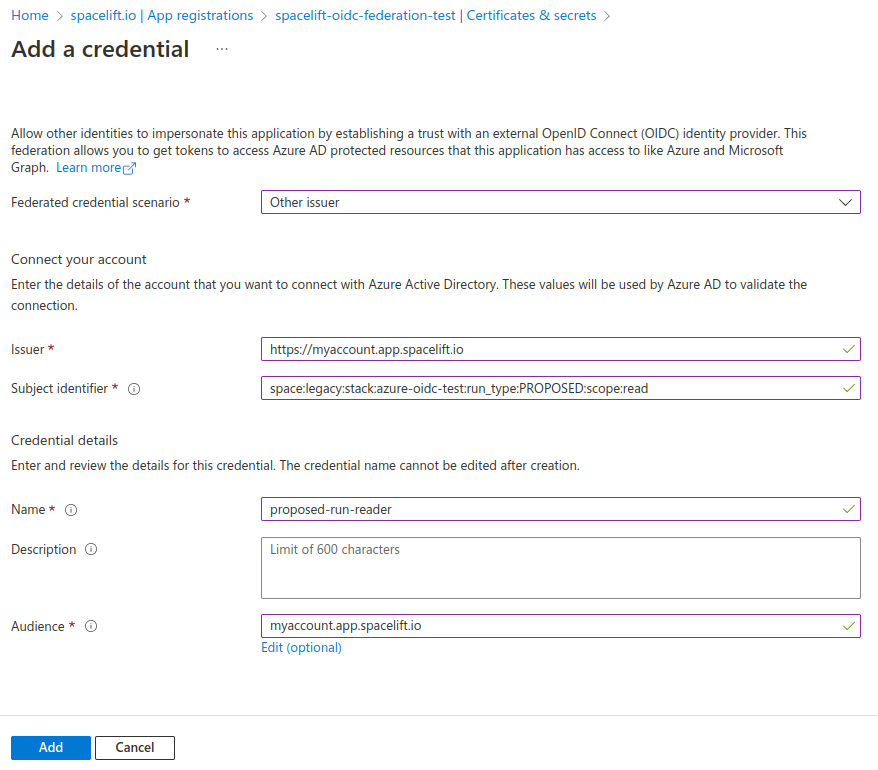 Home > spacelift.io | App registrations > spacelift-oidc-federation-test | Certificates & secrets >
Add a credential ...
Allow other identities to impersonate this application by establishing a trust with an external OpenID Connect (OIDC) identity provider. This
federation allows you to get tokens to access Azure AD protected resources that this application has access to like Azure and Microsoft
Graph. Learn more
Federated credential scenario * Other issuer
Connect your account
Enter the details of the account that you want to connect with Azure Active Directory. These values will be used by Azure AD to validate the
connection.
Issuer * https://myaccount.app.spacelift.io
Subject identifier * space:legacy:stack:azure-oidc-test:run_type:PROPOSED:scope:read
Credential details
Enter and review the details for this credential. The credential name cannot be edited after creation.
Name * proposed-run-reader
Description Limit of 600 characters
Audience * myaccount.app.spacelift.io
Edit (optional)
Add Cancel